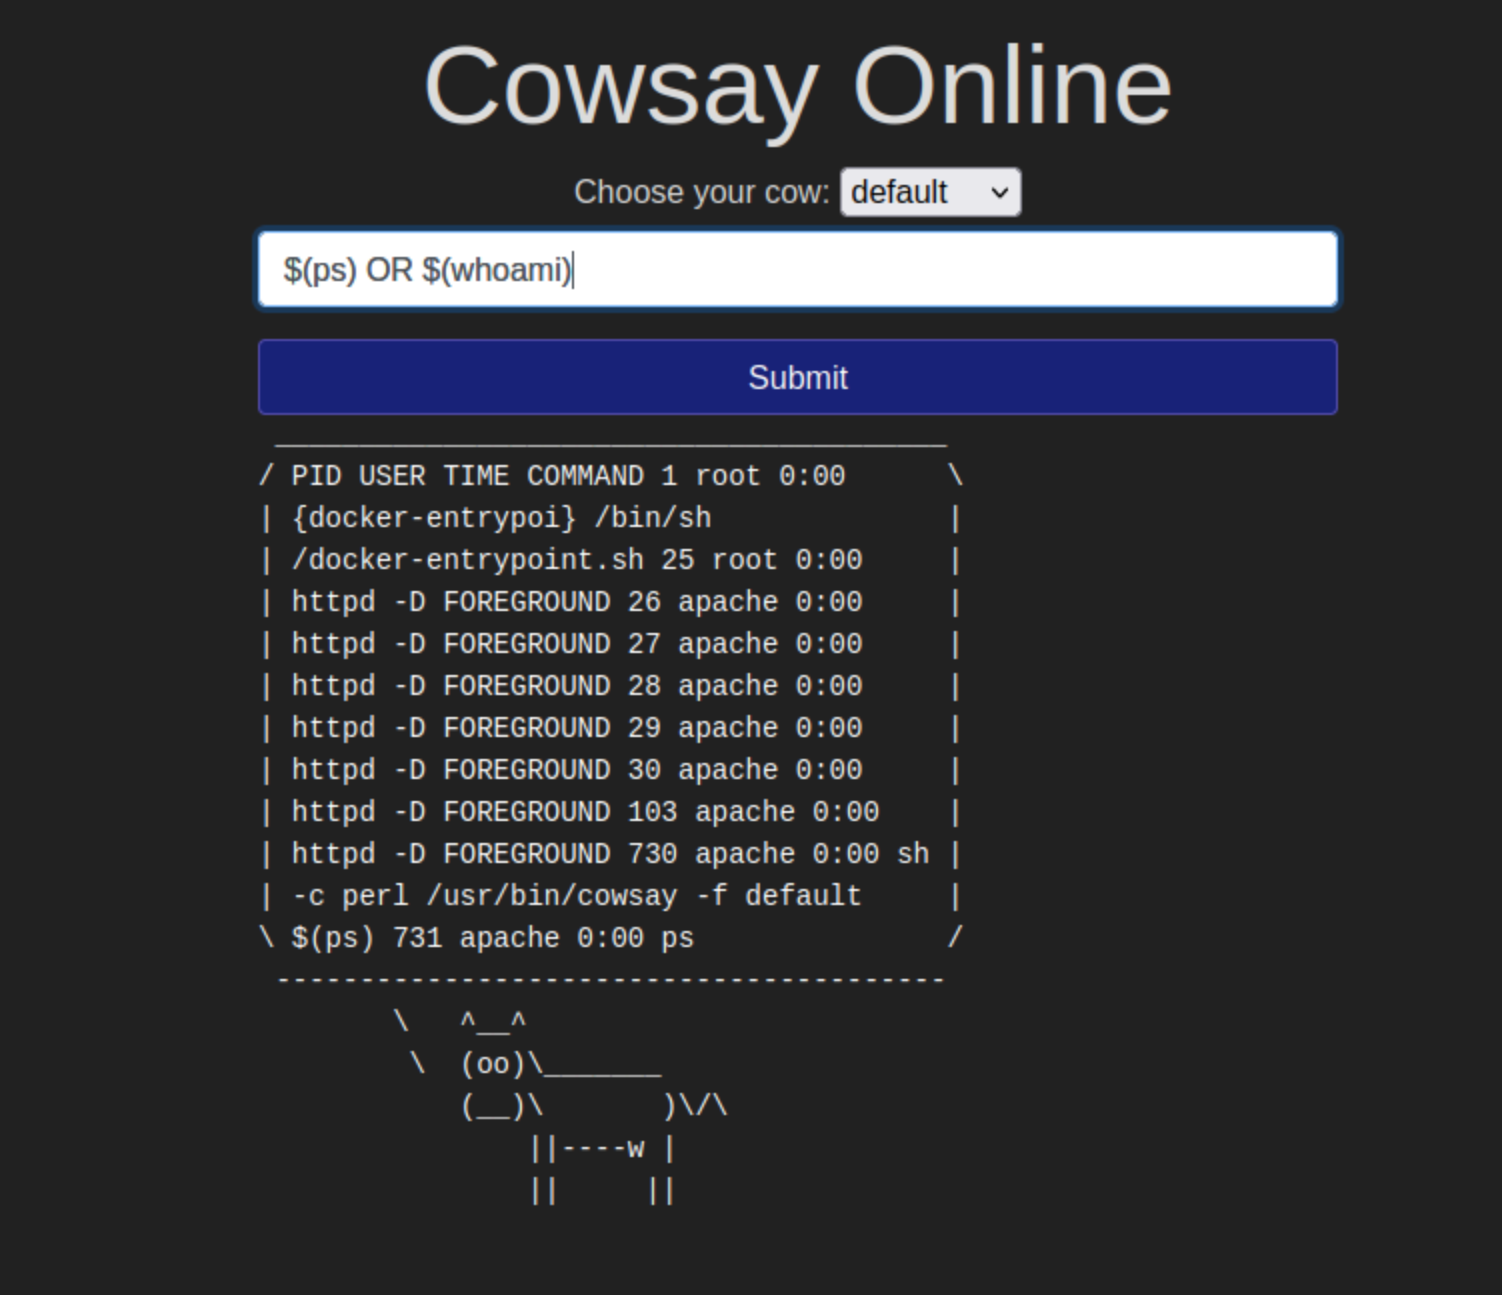 Cowsay Online
Choose your cow: default
$(ps) OR $(whoami)
Submit
 ________________________________________
/ PID USER TIME COMMAND 1 root 0:00      \
| {docker-entrypoi} /bin/sh              |
| /docker-entrypoint.sh 25 root 0:00     |
| httpd -D FOREGROUND 26 apache 0:00     |
| httpd -D FOREGROUND 27 apache 0:00     |
| httpd -D FOREGROUND 28 apache 0:00     |
| httpd -D FOREGROUND 29 apache 0:00     |
| httpd -D FOREGROUND 30 apache 0:00     |
| httpd -D FOREGROUND 103 apache 0:00    |
| httpd -D FOREGROUND 730 apache 0:00 sh |
| -c perl /usr/bin/cowsay -f default     |
\ $(ps) 731 apache 0:00 ps               /
 ----------------------------------------
        \   ^__^
         \  (oo)\_______
            (__)\       )\/\
                ||----w |
                ||     ||